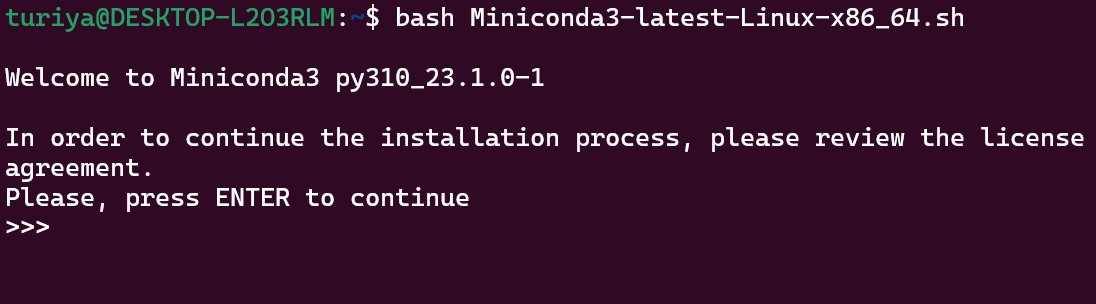 turiya@DESKTOP-L2O3RLM:~$ bash Miniconda3-latest-Linux-x86_64.sh
Welcome to Miniconda3 py310_23.1.0-1
In order to continue the installation process, please review the license
agreement.
Please, press ENTER to continue
>>>